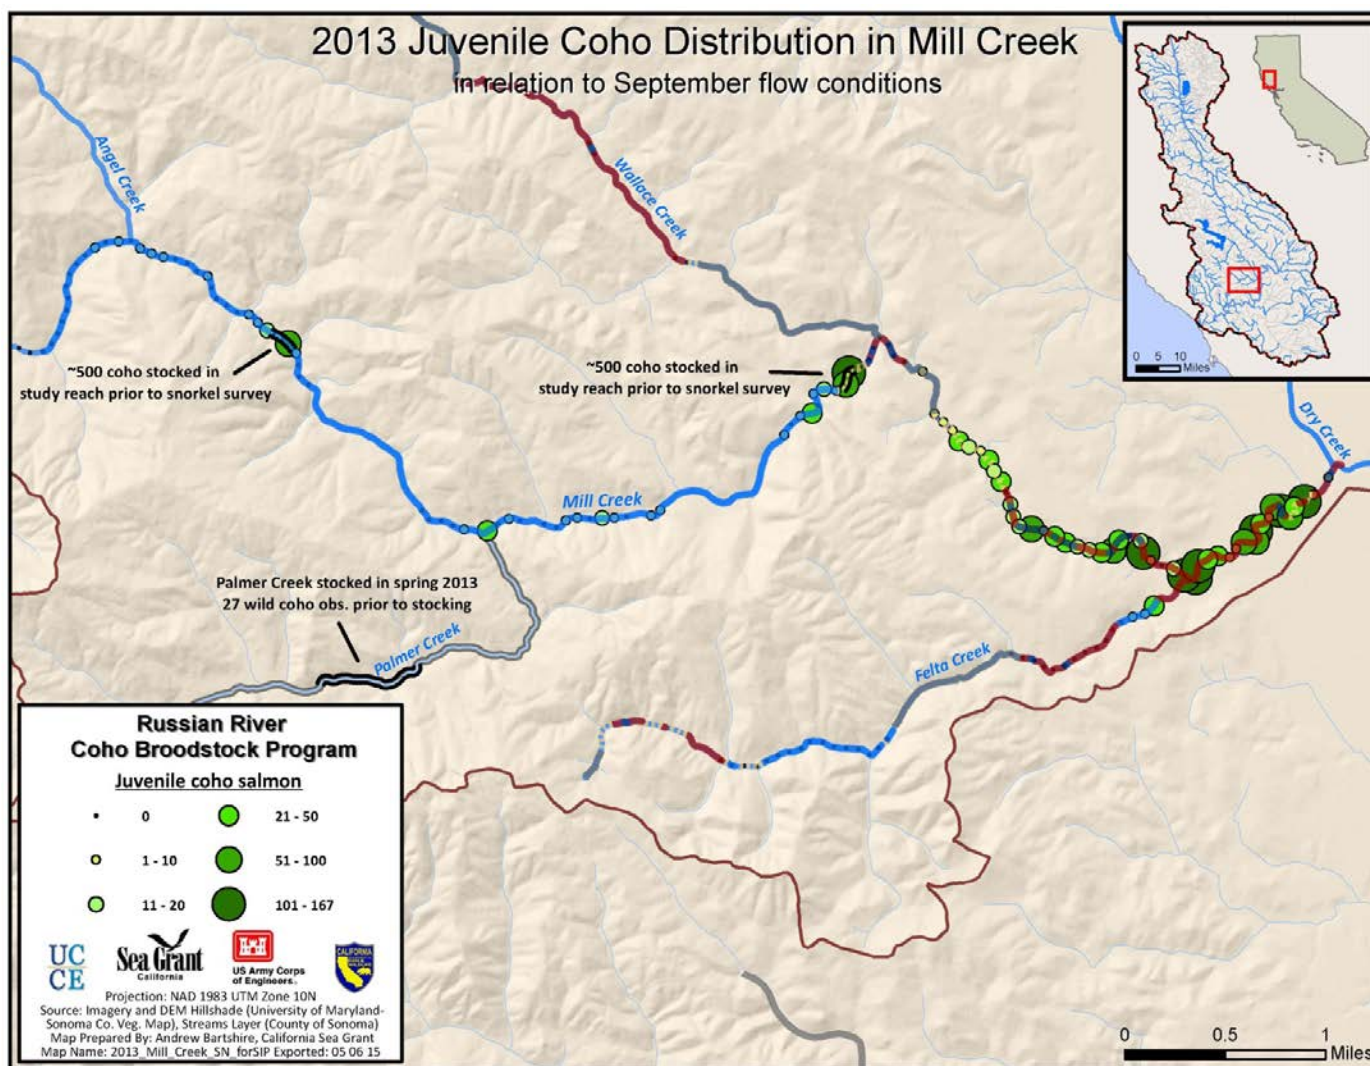 2013 Juvenile Coho Distribution in Mill Creek
in relation to September flow conditions
Angel Creek
Wallace Creek
~500 coho stocked in
study reach prior to snorkel survey
~500 coho stocked in
study reach prior to snorkel survey
0 5 10
Miles
Dry Creek
Mill Creek
Palmer Creek stocked in spring 2013
27 wild coho obs. prior to stocking
Palmer Creek
Felta Creek
Russian River
Coho Broodstock Program
Juvenile coho salmon
0
21 - 50
1 - 10
51 - 100
11 - 20
101 - 167
UC
CE
Sea Grant
California
US Army Corps
of Engineers®
CALIFORNIA
Projection: NAD 1983 UTM Zone 10N
Source: Imagery and DEM Hillshade (University of Maryland-
Sonoma Co. Veg. Map), Streams Layer (County of Sonoma)
Map Prepared By: Andrew Bartshire, California Sea Grant
Map Name: 2013_Mill_Creek_SN_forSIP Exported: 05 06 15
0 0.5 1
Miles